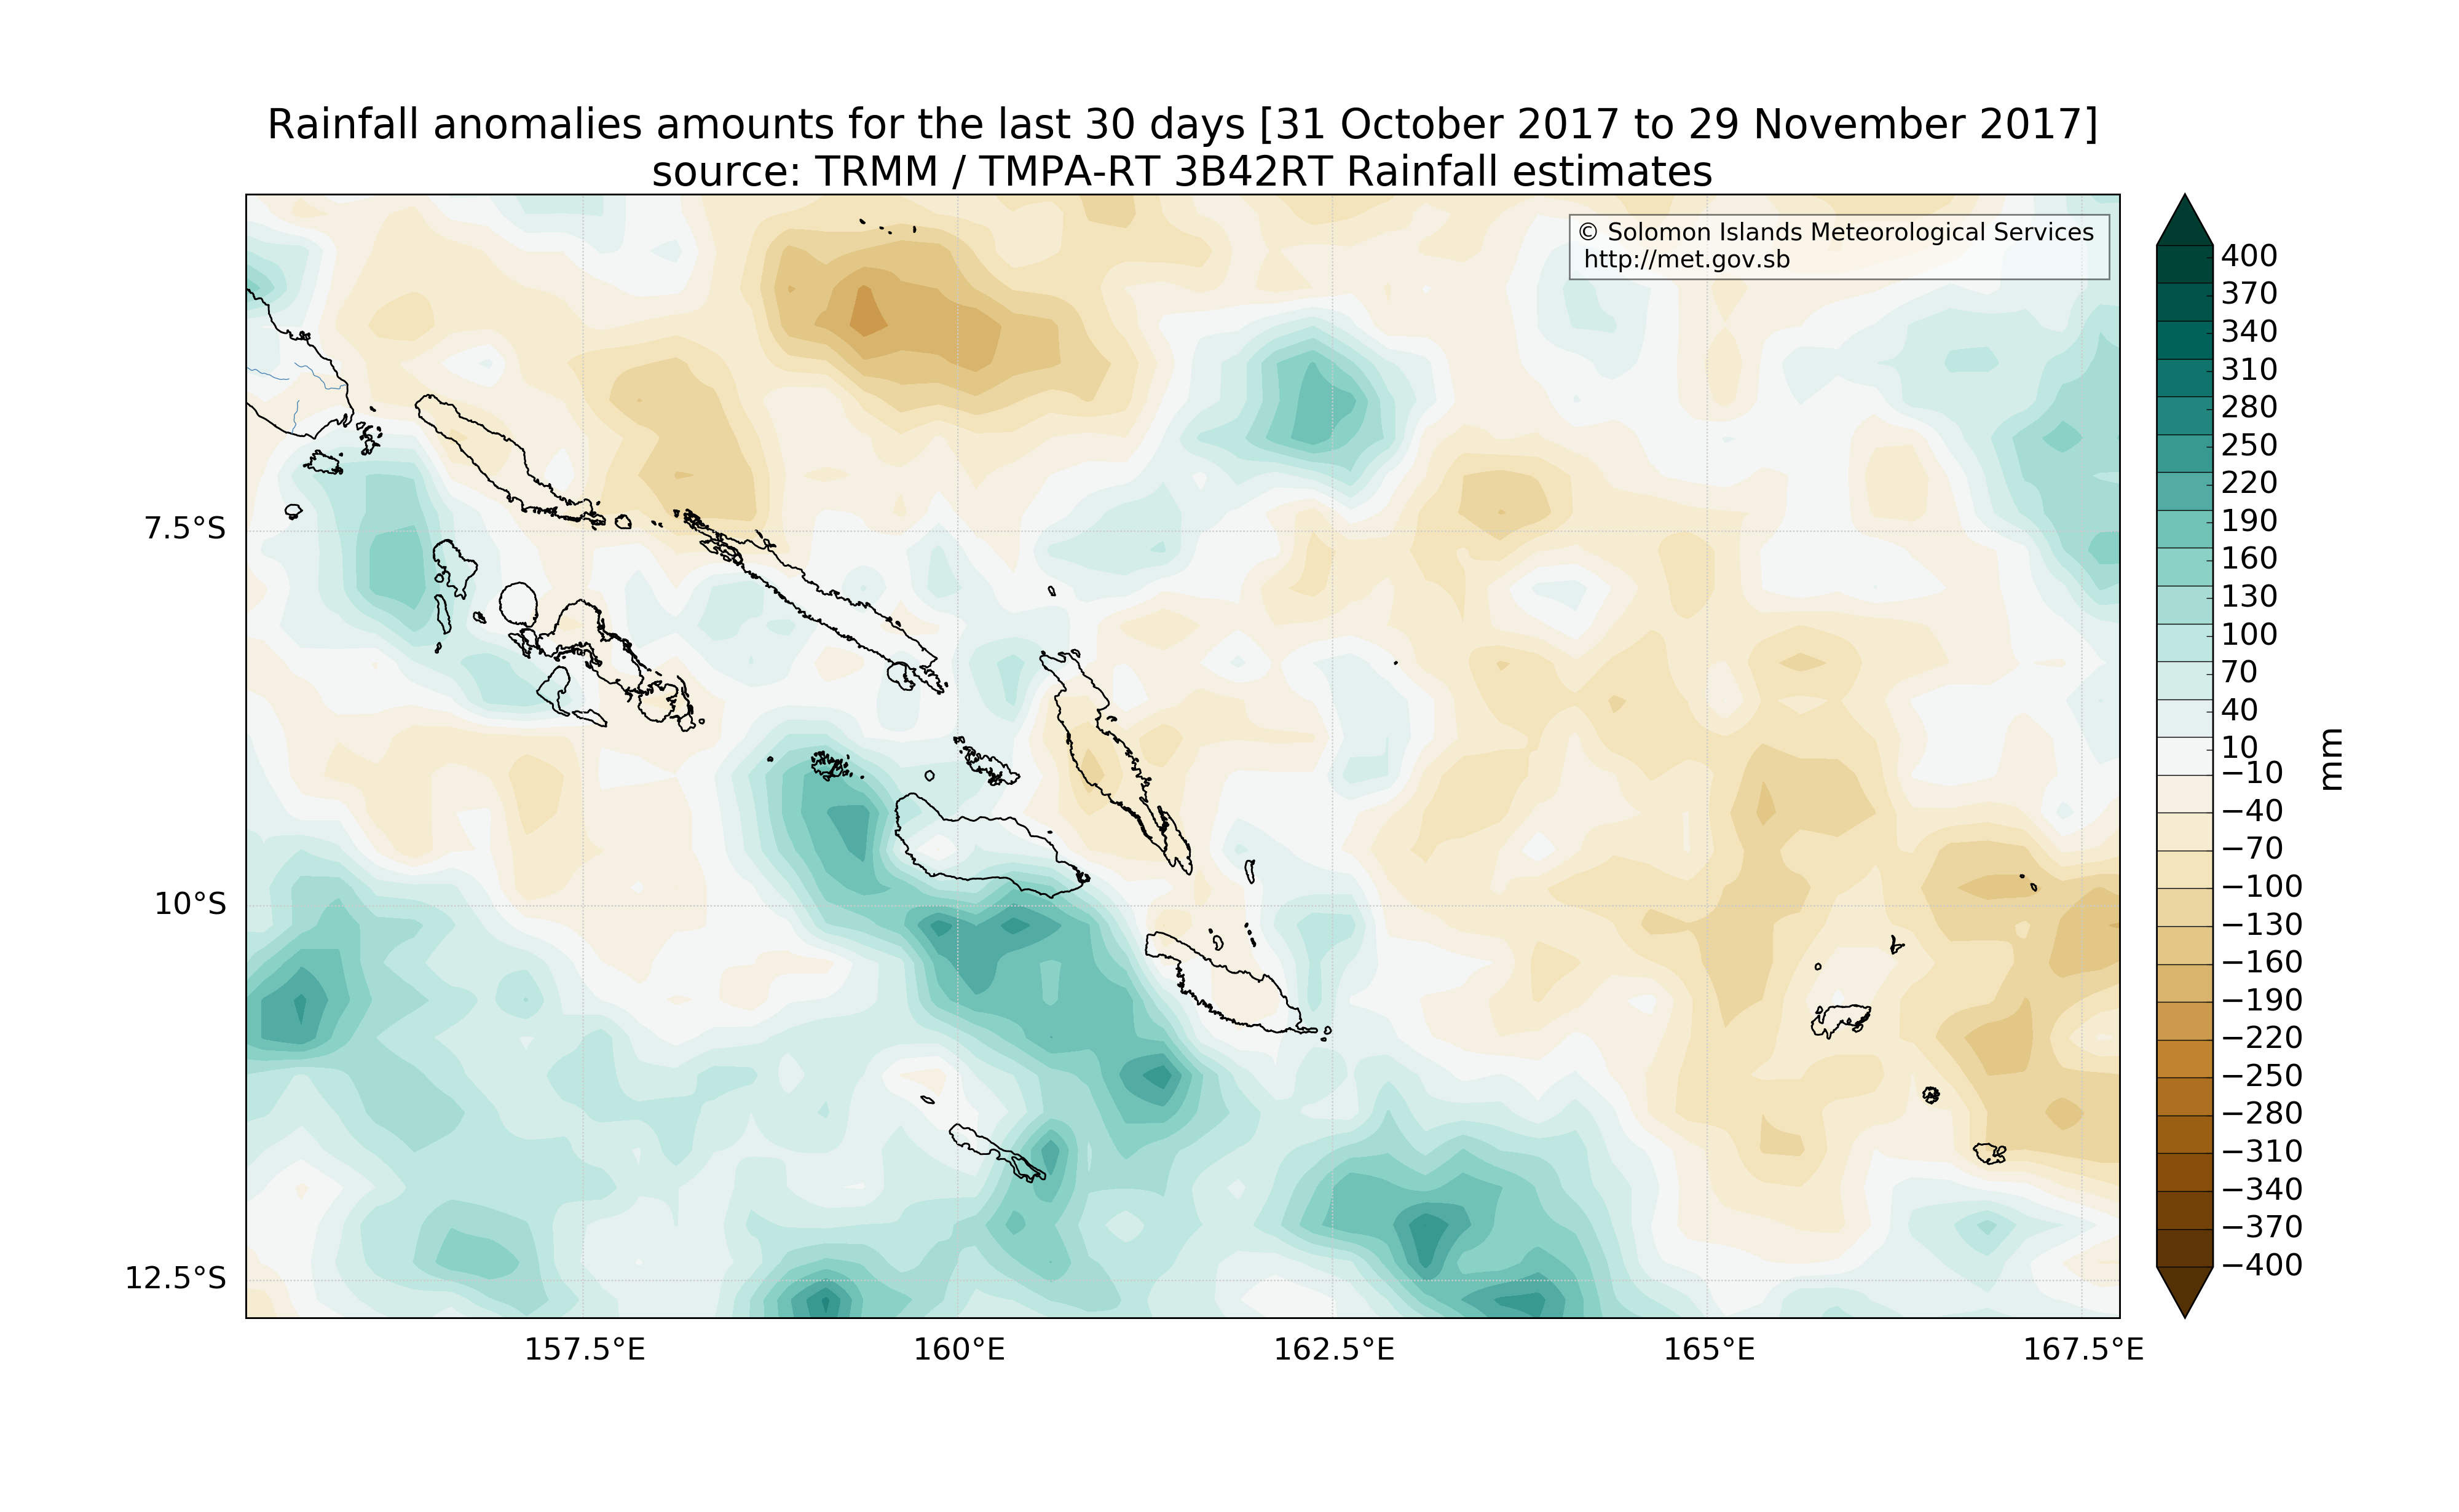 Rainfall anomalies amounts for the last 30 days [31 October 2017 to 29 November 2017]
source: TRMM / TMPA-RT 3B42RT Rainfall estimates
© Solomon Islands Meteorological Services
http://met.gov.sb
7.5°S
10°S
12.5°S
157.5°E
160°E
162.5°E
165°E
167.5°E
400
370
340
310
280
250
220
190
160
130
100
70
40
10
−10
−40
−70
−100
−130
−160
−190
−220
−250
−280
−310
−340
−370
−400
mm